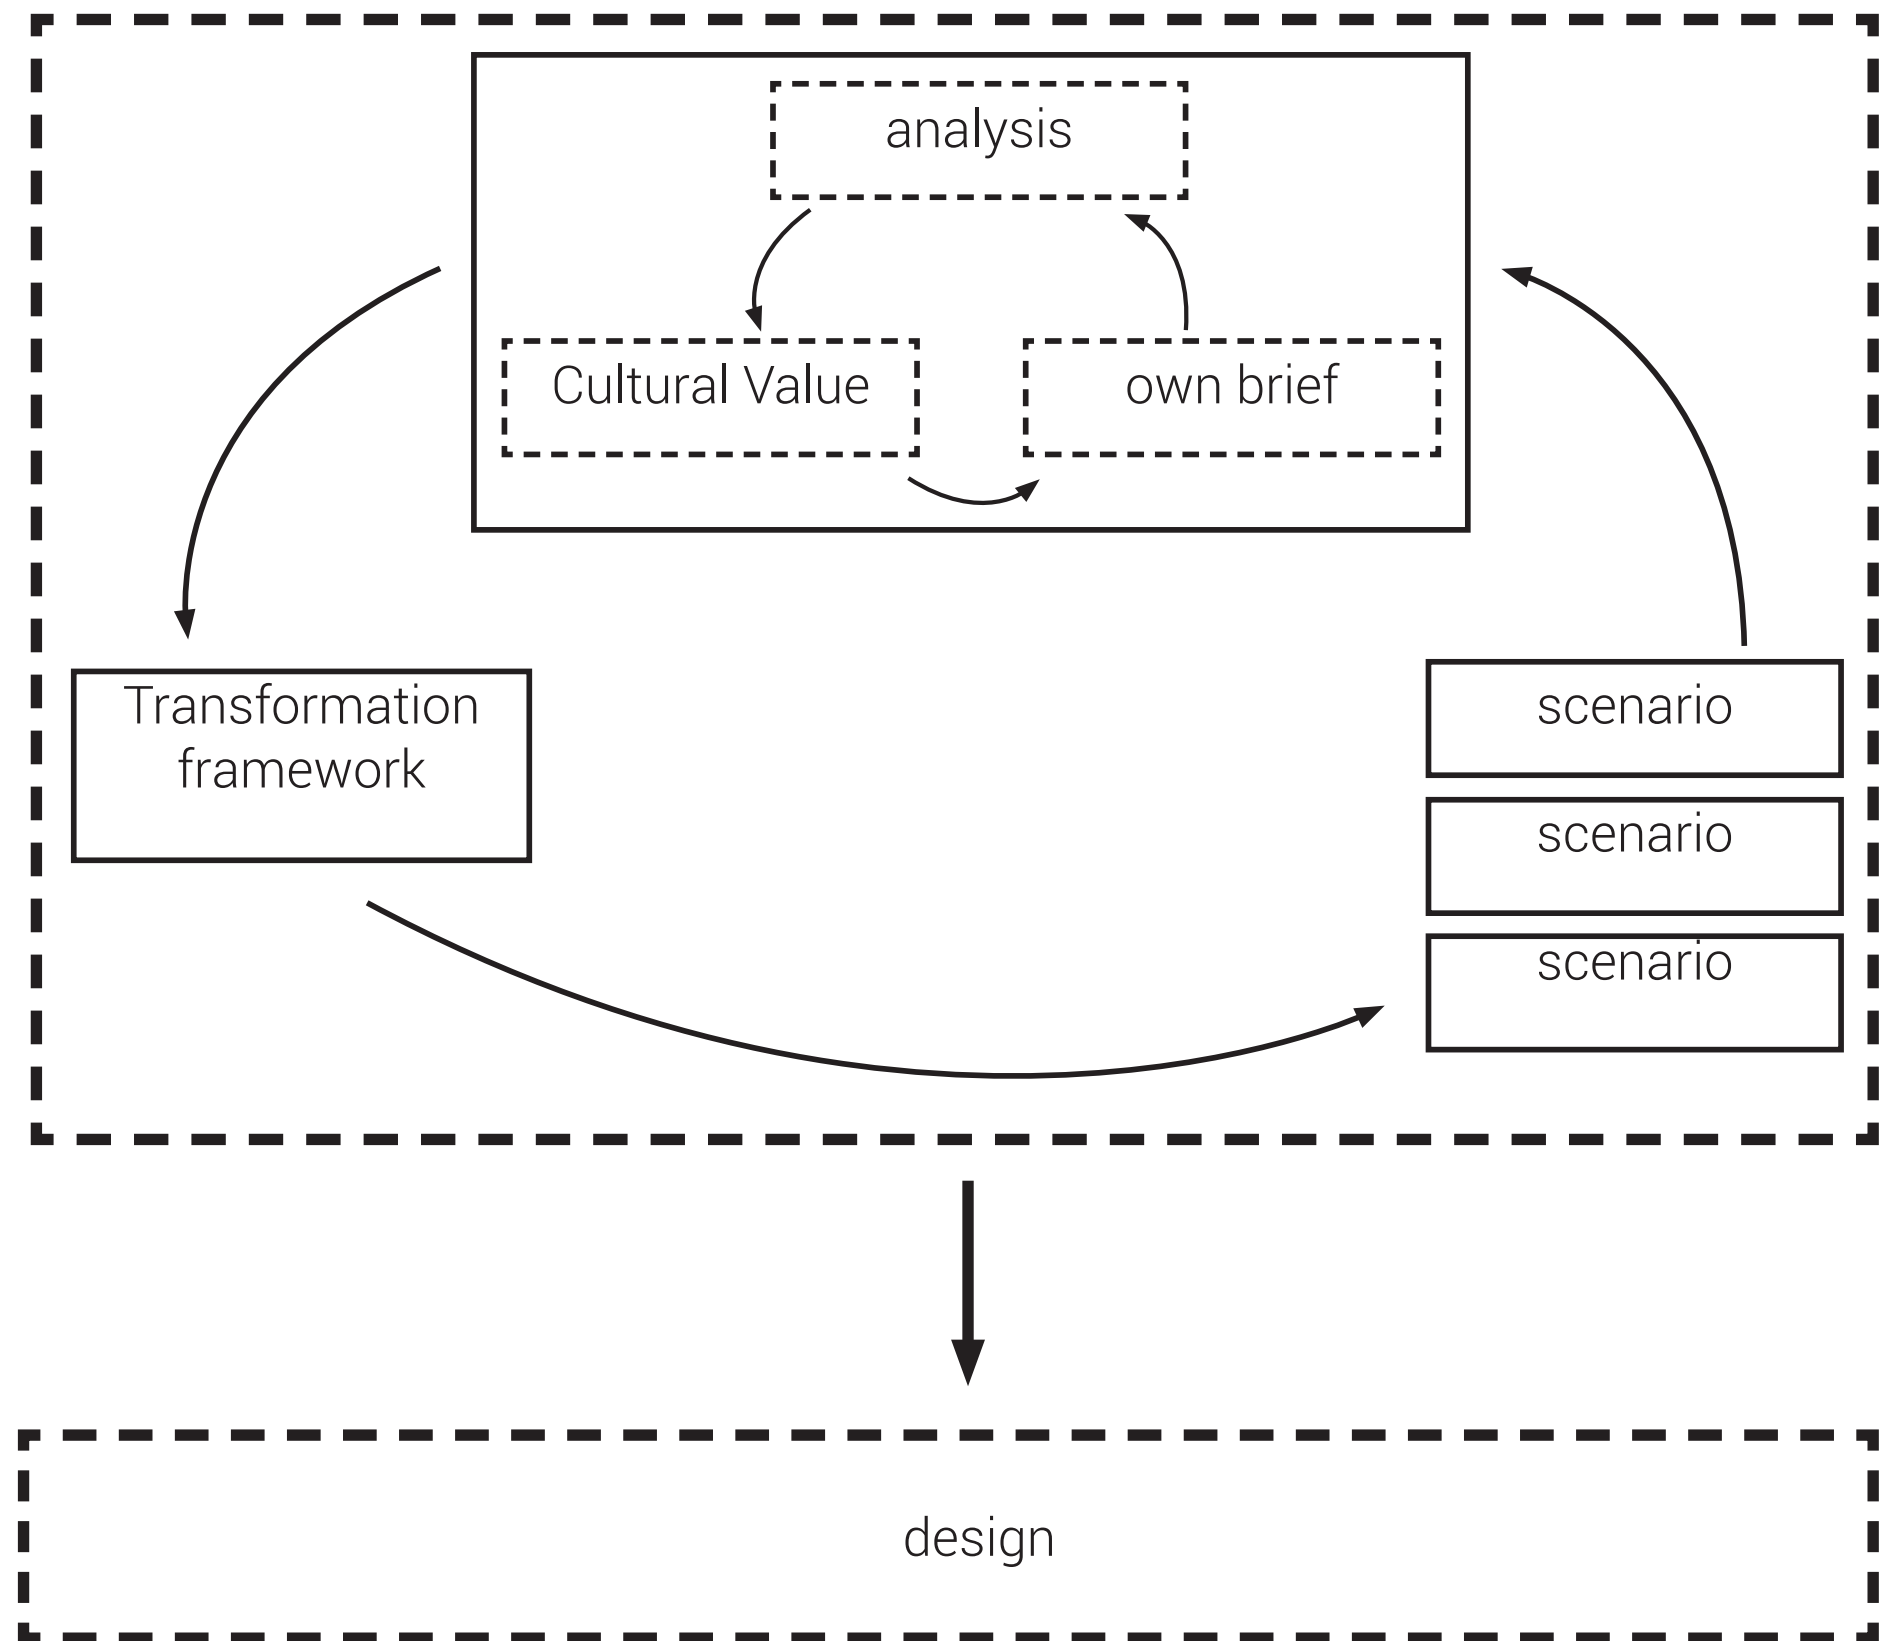 analysis
Cultural Value
own brief
Transformation
framework
scenario
scenario
scenario
design